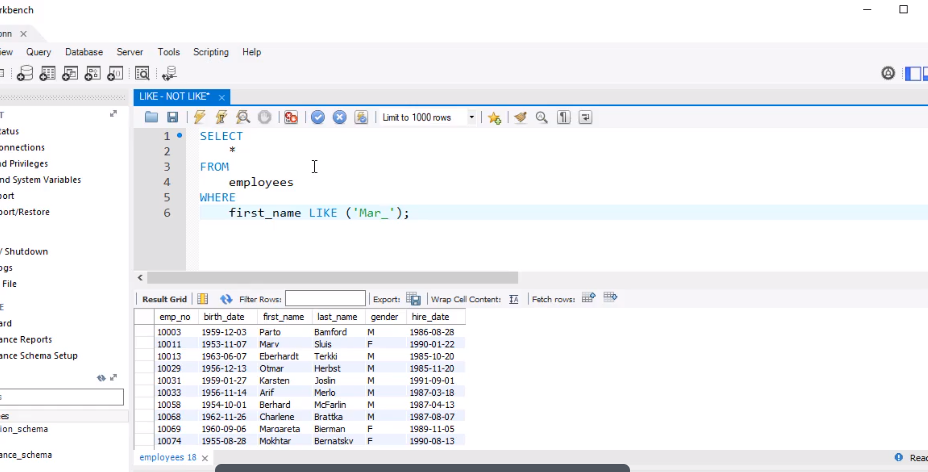 rkbench
onn ×
iew Query Database Server Tools Scripting Help
LIKE - NOT LIKE* ×
Limit to 1000 rows
T
tatus
onnections
nd Privileges
nd System Variables
port
port/Restore
/ Shutdown
ogs
File
E
ard
ance Reports
ance Schema Setup
es
ion_schema
ance_schema
1 SELECT
2 *
3 FROM
4 employees
5 WHERE
6 first_name LIKE ('Mar_');
Result Grid Filter Rows: Export: Wrap Cell Content: IA Fetch rows:
emp_no birth_date first_name last_name gender hire_date
10003 1959-12-03 Parto Bamford M 1986-08-28
10011 1953-11-07 Mary Sluis F 1990-01-22
10013 1963-06-07 Eberhardt Terkki M 1985-10-20
10029 1956-12-13 Otmar Herbst M 1985-11-20
10031 1959-01-27 Karsten Joslin M 1991-09-01
10033 1956-11-14 Arif Merlo M 1987-03-18
10058 1954-10-01 Berhard McFarlin M 1987-04-13
10068 1962-11-26 Charlene Brattka M 1987-08-07
10069 1960-09-06 Margareta Bierman F 1989-11-05
10074 1955-08-28 Mokhtar Bernatsky F 1990-08-13
employees 18 ×
Read